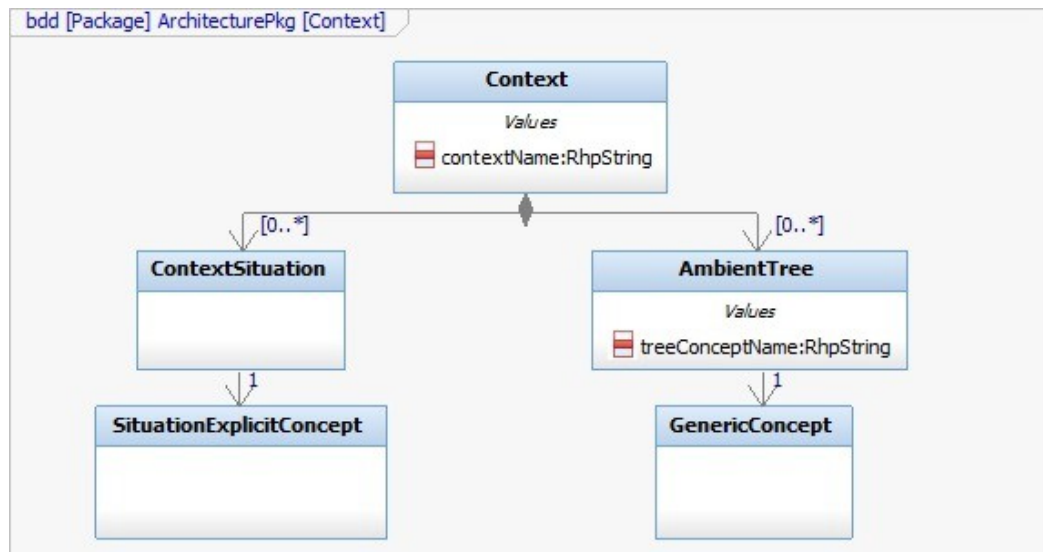 bdd [Package] ArchitecturePkg [Context]
Context
Values
contextName:RhpString
[0..*]
[0..*]
ContextSituation
AmbientTree
Values
treeConceptName:RhpString
1
1
SituationExplicitConcept
GenericConcept